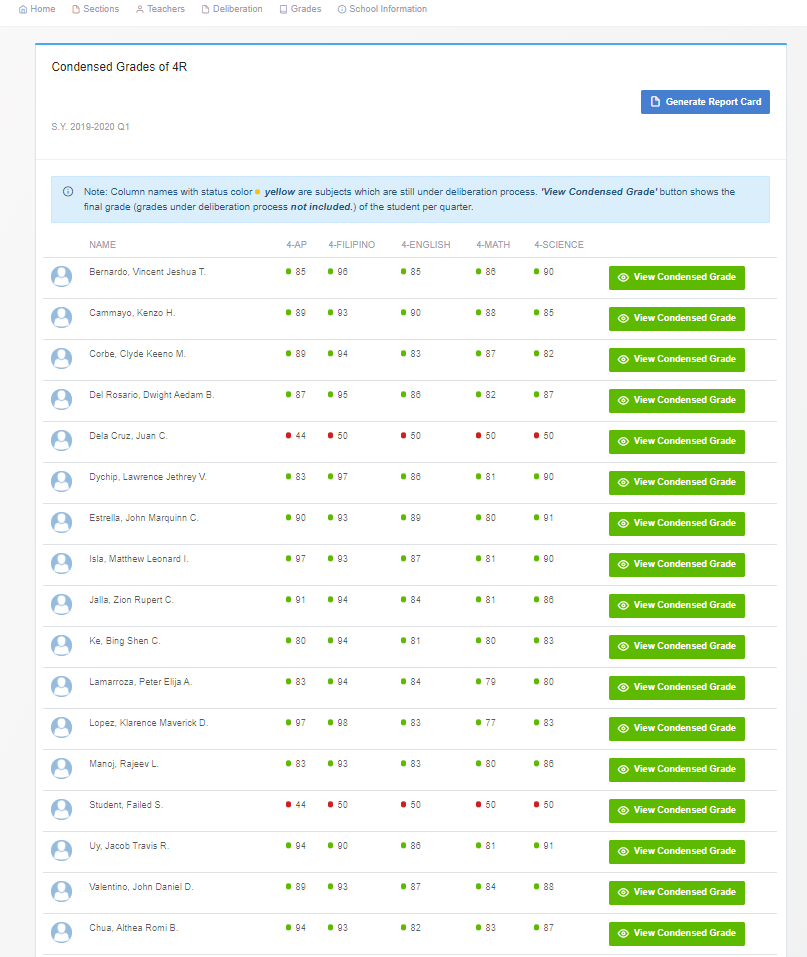 Home Sections Teachers Deliberation Grades School Information
Condensed Grades of 4R
Generate Report Card
S.Y. 2019-2020 Q1
Note: Column names with status color yellow are subjects which are still under deliberation process. 'View Condensed Grade' button shows the
final grade (grades under deliberation process not included.) of the student per quarter.
NAME 4-AP 4-FILIPINO 4-ENGLISH 4-MATH 4-SCIENCE
Bernardo, Vincent Jeshua T. 85 96 85 86 90 View Condensed Grade
Cammayo, Kenzo H. 89 93 90 88 85 View Condensed Grade
Corbe, Clyde Keeno M. 89 94 83 87 82 View Condensed Grade
Del Rosario, Dwight Aedam B. 87 95 86 82 87 View Condensed Grade
Dela Cruz, Juan C. 44 50 50 50 50 View Condensed Grade
Dychip, Lawrence Jethrey V. 83 97 86 81 90 View Condensed Grade
Estrella, John Marquinn C. 90 93 89 80 91 View Condensed Grade
Isla, Matthew Leonard I. 97 93 87 81 90 View Condensed Grade
Jalla, Zion Rupert C. 91 94 84 81 86 View Condensed Grade
Ke, Bing Shen C. 80 94 81 80 83 View Condensed Grade
Lamarroza, Peter Elija A. 83 94 84 79 80 View Condensed Grade
Lopez, Klarence Maverick D. 97 98 83 77 83 View Condensed Grade
Manoj, Rajeev L. 83 93 83 80 86 View Condensed Grade
Student, Failed S. 44 50 50 50 50 View Condensed Grade
Uy, Jacob Travis R. 94 90 86 81 91 View Condensed Grade
Valentino, John Daniel D. 89 93 87 84 88 View Condensed Grade
Chua, Althea Romi B. 94 93 82 83 87 View Condensed Grade